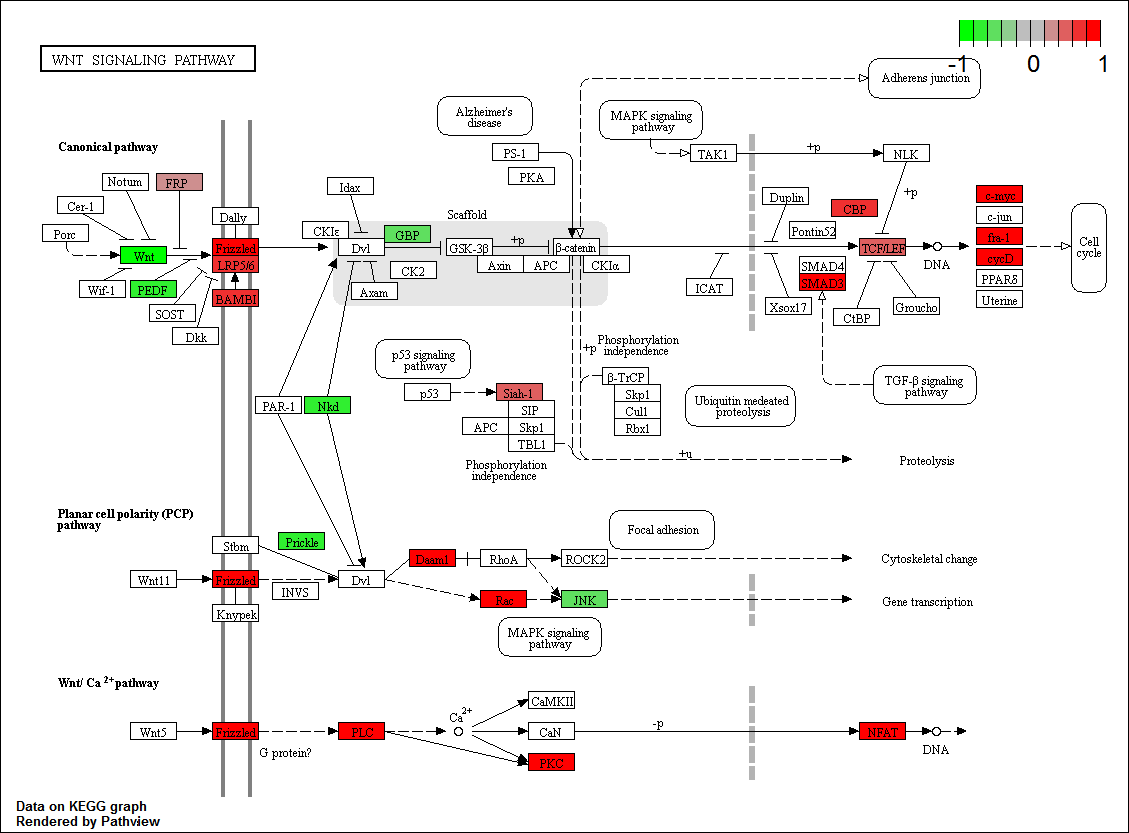 WNT SIGNALING PATHWAY
-1 0 1
Adherens junction
Alzheimer's
disease
MAPK signaling
pathway
PS-1
PKA
TAK1
+p
NLK
Canonical pathway
Notum
FRP
Cer-1
Porc
Wnt
Wif-1
PEDF
SOST
Dkk
Dally
Frizzled
LRP5/6
BAMBI
Idax
Scaffold
CKIε
Dvl
GBP
GSK-3β
+p
β-catenin
Axin
APC
CKIα
CK2
Axam
Duplin
+p
CBP
Pontin52
TCF/LEF
SMAD4
SMAD3
DNA
ICAT
Xsox17
CtBP
Groucho
c-myc
c-jun
fra-1
cycD
PPARδ
Uterine
Cell
cycle
p53 signaling
pathway
p53
Siah-1
SIP
APC
Skp1
TBL1
Phosphorylation
independence
+p
Phosphorylation
independence
β-TrCP
Skp1
Cul1
Rbx1
Ubiquitin medeated
proteolysis
TGF-β signaling
pathway
+u
Proteolysis
PAR-1
Nkd
Planar cell polarity (PCP)
pathway
Stbm
Prickle
Wnt11
Frizzled
INVS
Knypek
Dvl
Daam1
RhoA
ROCK2
Focal adhesion
Cytoskeletal change
Rac
JNK
Gene transcription
MAPK signaling
pathway
Wnt/ Ca 2+ pathway
Wnt5
Frizzled
G protein?
PLC
Ca2+
CaMKII
CaN
PKC
-p
NFAT
DNA
Data on KEGG graph
Rendered by Pathview